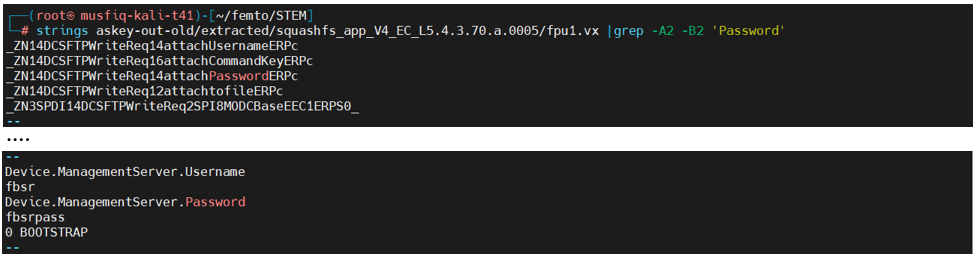 ┌──(root㉿ musfiq-kali-t41)-[~/femto/STEM]
└─# strings askey-out-old/extracted/squashfs_app_V4_EC_L5.4.3.70.a.0005/fpu1.vx |grep -A2 -B2 'Password'
_ZN14DCSFTPWriteReq14attachUsernameERPc
_ZN14DCSFTPWriteReq16attachCommandKeyERPc
_ZN14DCSFTPWriteReq14attachPasswordERPc
_ZN14DCSFTPWriteReq12attachtofileERPc
_ZN3SPDI14DCSFTPWriteReq2SPI8MODCBaseEEC1ERPS0_
--
....
--
Device.ManagementServer.Username
fbsr
Device.ManagementServer.Password
fbsrpass
0 BOOTSTRAP
--